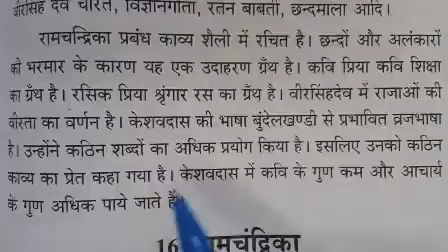 वीरसिंह देव चरित, विज्ञानगीता, रतन बाबतीं, छन्दमाला आदि।
रामचन्द्रिका प्रबंध काव्य शैली में रचित है। छन्दों और अलंकारों
की भरमार के कारण यह एक उदाहरण ग्रँथ है। कवि प्रिया कवि शिक्षा
का ग्रँथ है। रसिक प्रिया श्रृंगार रस का ग्रँथ है। वीरसिंहदेव में राजाओं की
वीरता का वर्णन है। केशवदास की भाषा बुंदेलखण्डी से प्रभावित व्रजभाषा
है। उन्होंने कठिन शब्दों का अधिक प्रयोग किया है। इसलिए उनको कठिन
काव्य का प्रेत कहा गया है। केशवदास में कवि के गुण कम और आचार्य
के गुण अधिक पाये जाते हैं
रामचंद्रिका